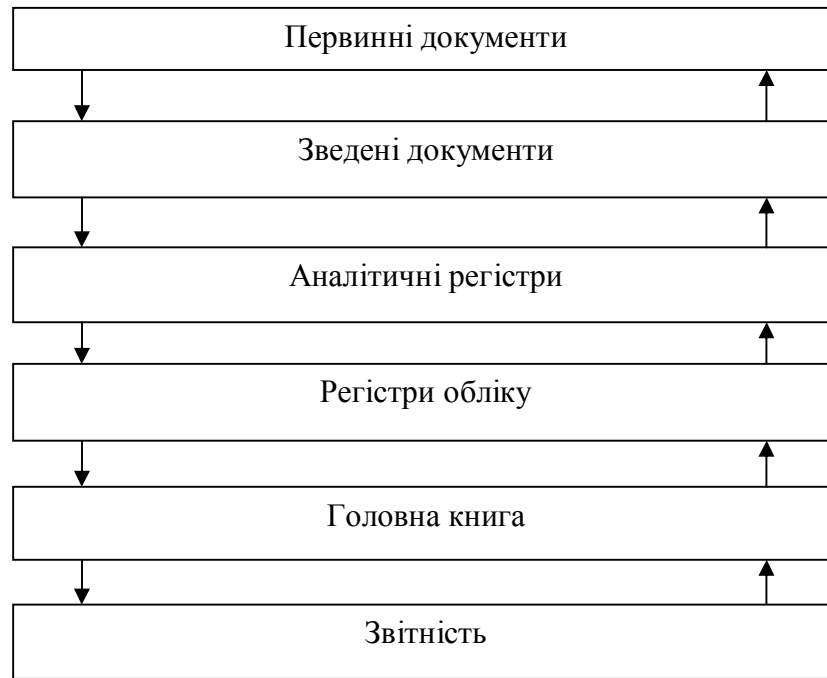 Первинні документи
Зведені документи
Аналітичні регістри
Регістри обліку
Головна книга
Звітність